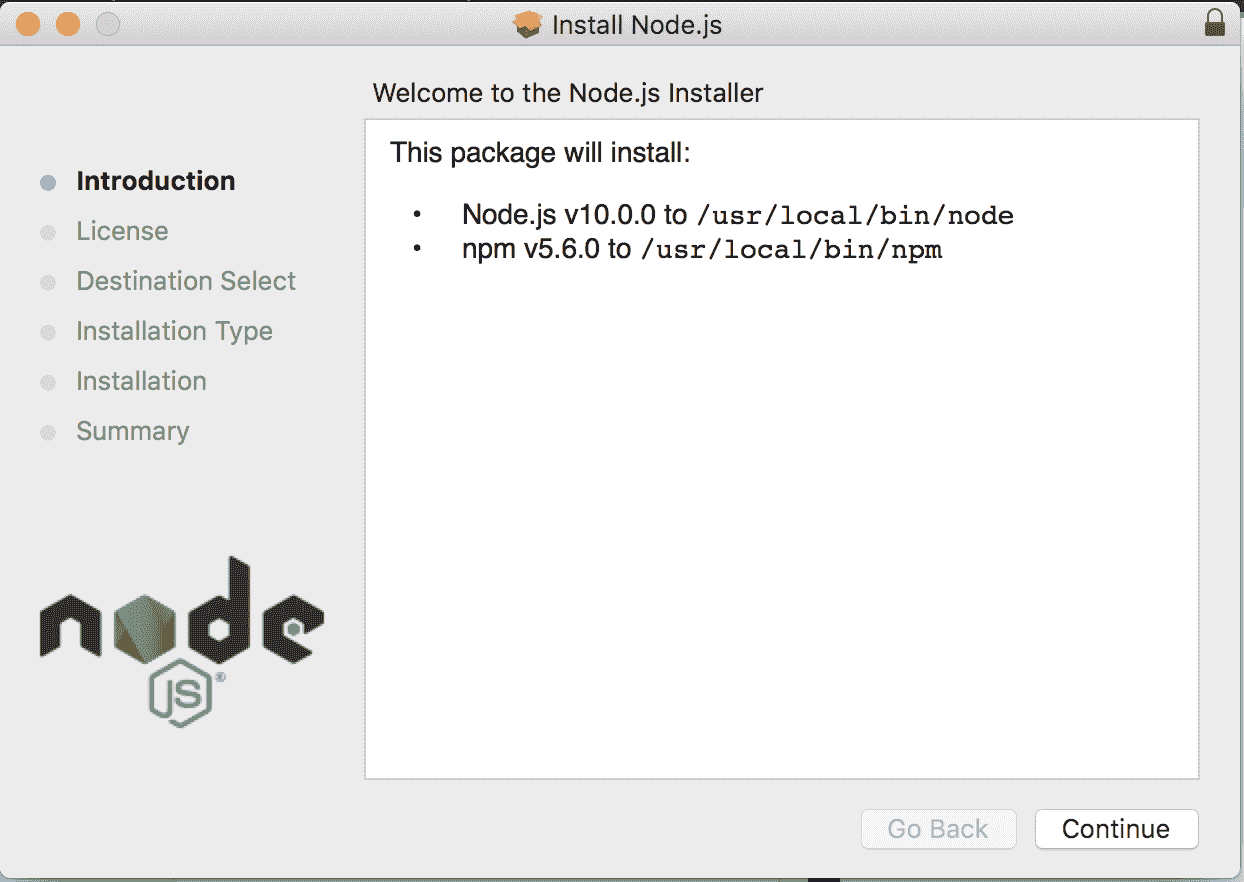 Install Node.js
Welcome to the Node.js Installer
Introduction
License
Destination Select
Installation Type
Installation
Summary
This package will install:
• Node.js v10.0.0 to /usr/local/bin/node
• npm v5.6.0 to /usr/local/bin/npm
node
JS®
Go Back
Continue